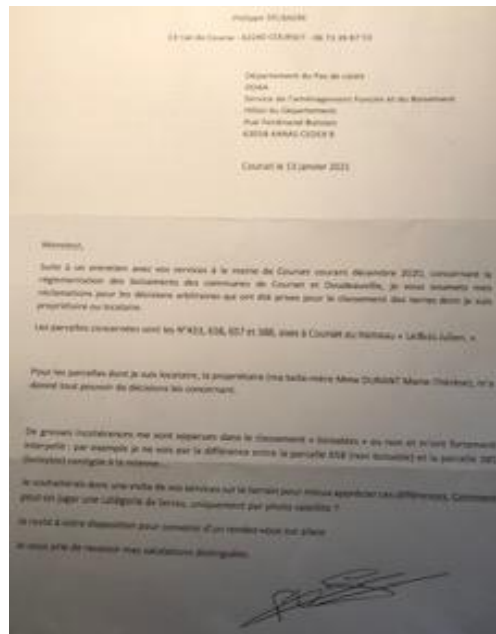 Philippe
Département du Pas de Calais
Service de l'Aménagement Foncier et du Boisement
Hôtel du Département
Rue Ferdinand Buisson
62018 ARRAS CEDEX 9
Courset le 13 janvier 2021
Monsieur,
Suite à un entretien avec vos services à la mairie de Courset courant décembre 2020, concernant la
réglementation des boisements des communes de Courset et Doudeauville, je vous soumets mes
réclamations pour les décisions arbitraires qui ont été prises pour le classement des terres dont je suis
propriétaire ou locataire.
Les parcelles concernées sont les N° 658, 657 et 388, sises à Courset au Hameau «
Pour les parcelles dont je suis locataire, la propriétaire (ma belle-mère Mme Marie-Thérèse), m'a
donné tout pouvoir de décisions les concernant.
De grosses incohérences me sont apparues dans le classement « boisables » ou non et m'ont fortement
interpellé : par exemple je ne vois pas la différence entre la parcelle 658 (non boisable) et la parcelle
(boisable) contigüe à la mienne...
Je souhaiterais donc une visite de vos services sur le terrain pour mieux apprécier ces différences. Comment
peut-on juger une catégorie de terres, uniquement par photo satellite ?
Je reste à votre disposition pour convenir d'un rendez-vous sur place
Je vous prie de recevoir mes salutations distinguées.